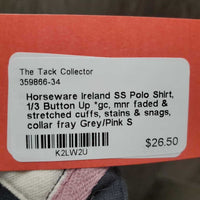 The Tack Collector
359866-34
Horseware Ireland SS Polo Shirt,
1/3 Button Up *gc, mnr faded &
stretched cuffs, stains & snags,
collar fray Grey/Pink S
K2LW2U
$26.50